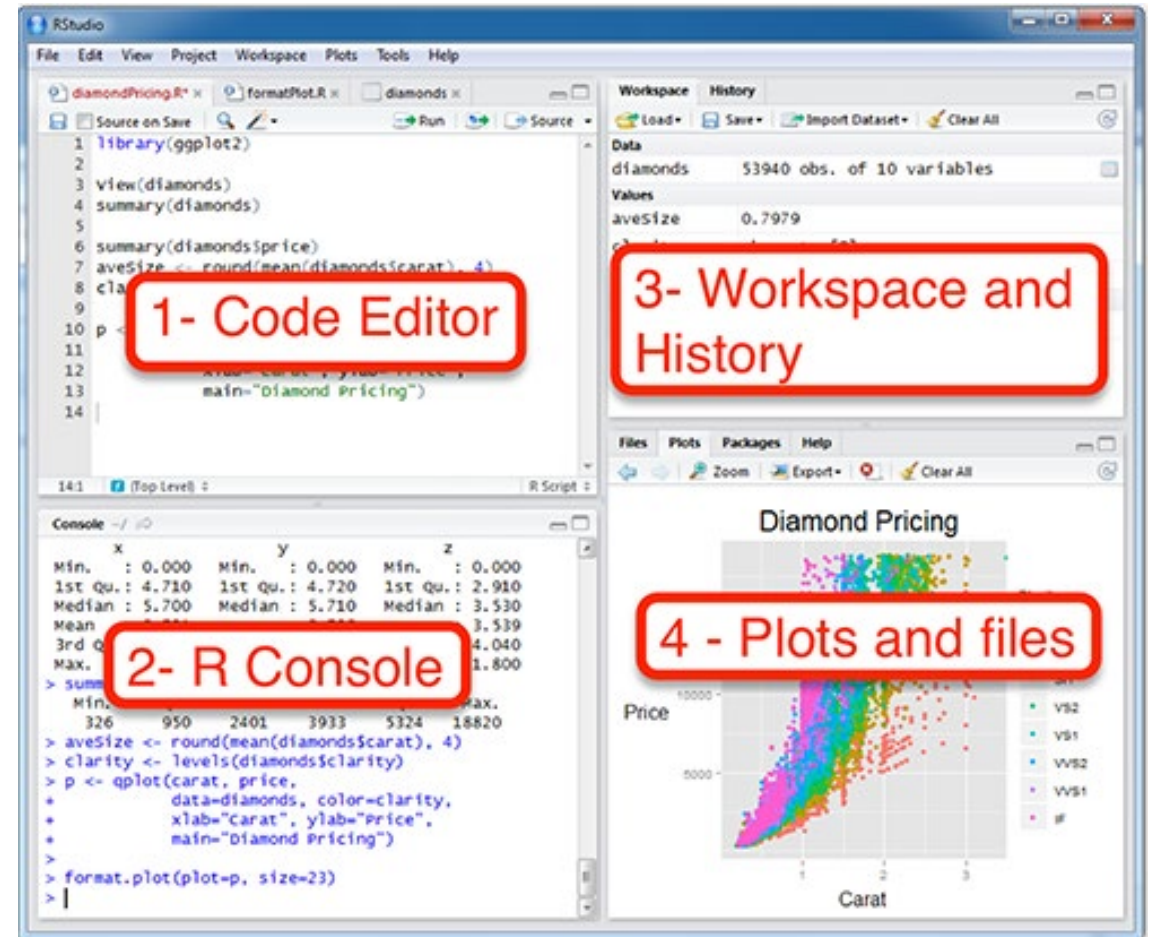 RStudio
File Edit View Project Workspace Plots Tools Help
diamondPricing.R* × formatPlot.R × diamonds ×
Source on Save Run Source
1 library(ggplot2)
2
3 View(diamonds)
4 summary(diamonds)
5
6 summary(diamonds$price)
7 aveSize <- round(mean(diamonds$carat), 4)
8 cla
9
10 p <
11
12 xlab="Carat", ylab="Price",
13 main="Diamond Pricing")
14
1- Code Editor
14:1 (Top Level) R Script
Console ~/
x y z
Min. : 0.000 Min. : 0.000 Min. : 0.000
1st Qu.: 4.710 1st Qu.: 4.720 1st Qu.: 2.910
Median : 5.700 Median : 5.710 Median : 3.530
Mean 3.539
3rd Q 4.040
Max. 1.800
2- R Console
> summ
Min. Max.
326 950 2401 3933 5324 18820
> aveSize <- round(mean(diamonds$carat), 4)
> clarity <- levels(diamonds$clarity)
> p <- qplot(carat, price,
+ data=diamonds, color=clarity,
+ xlab="Carat", ylab="Price",
+ main="Diamond Pricing")
>
> format.plot(plot=p, size=23)
>
Workspace History
Load Save Import Dataset Clear All
Data
diamonds 53940 obs. of 10 variables
Values
aveSize 0.7979
3- Workspace and
History
Files Plots Packages Help
Zoom Export Clear All
Diamond Pricing
4 - Plots and files
Price
10000
5000
VS2
VS1
VVS2
VVS1
IF
1 2 3
Carat